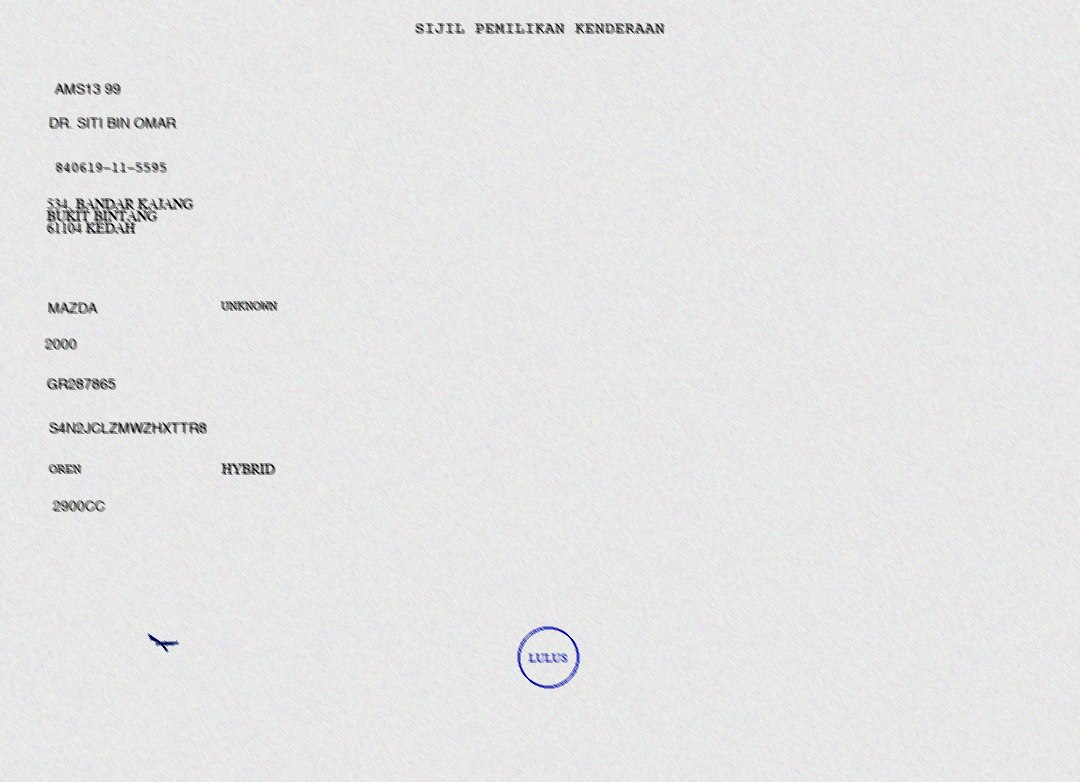 SIJIL PEMILIKAN KENDERAAN
AMS13 99
DR. SITI BIN OMAR
840619-11-5595
534, BANDAR KAJANG
BUKIT BINTANG
61104 KEDAH
MAZDA UNKNOWN
2000
GR287865
S4N2JCLZMWZHXTTR8
OREN HYBRID
2900CC
LULUS